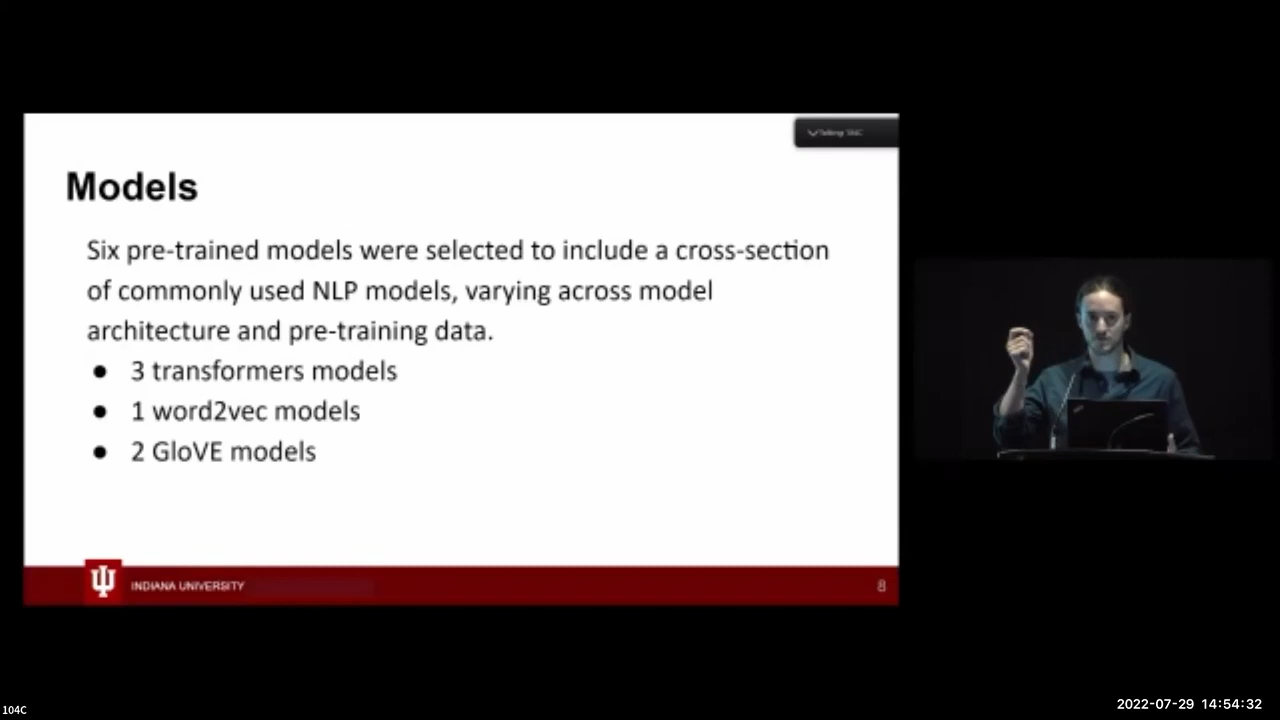 Talking: 104C
Models
Six pre-trained models were selected to include a cross-section
of commonly used NLP models, varying across model
architecture and pre-training data.
● 3 transformers models
● 1 word2vec models
● 2 GloVE models
INDIANA UNIVERSITY
8
104C
2022-07-29 14:54:32